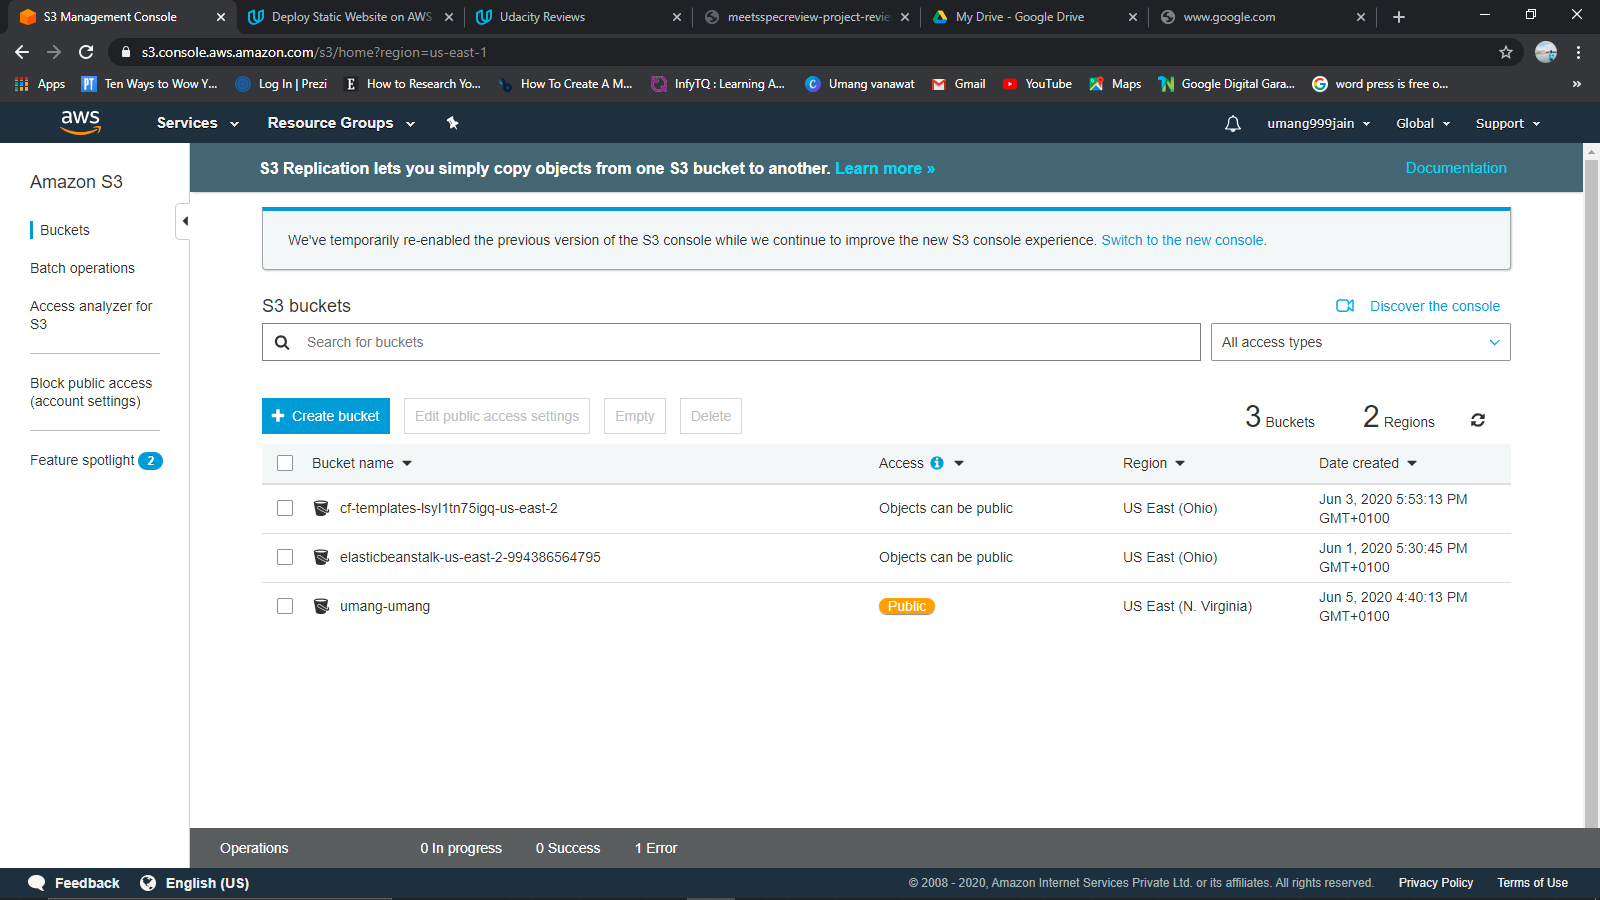 S3 Management Console
Deploy Static Website on AWS
Udacity Reviews
meetsspecreview-project-revie
My Drive - Google Drive
www.google.com
s3.console.aws.amazon.com/s3/home?region=us-east-1
Apps
Ten Ways to Wow Y...
Log In | Prezi
How to Research Yo...
How To Create A M...
InfyTQ : Learning A...
Umang vanawat
Gmail
YouTube
Maps
Google Digital Gara...
word press is free o...
»
aws
Services
Resource Groups
umang999jain
Global
Support
Amazon S3
Buckets
Batch operations
Access analyzer for
S3
Block public access
(account settings)
Feature spotlight 2
S3 Replication lets you simply copy objects from one S3 bucket to another. Learn more »
Documentation
We've temporarily re-enabled the previous version of the S3 console while we continue to improve the new S3 console experience. Switch to the new console.
S3 buckets
Discover the console
Search for buckets
All access types
Create bucket
Edit public access settings
Empty
Delete
3 Buckets
2 Regions
Bucket name
Access
Region
Date created
cf-templates-lsyl1tn75igq-us-east-2
Objects can be public
US East (Ohio)
Jun 3, 2020 5:53:13 PM
GMT+0100
elasticbeanstalk-us-east-2-994386564795
Objects can be public
US East (Ohio)
Jun 1, 2020 5:30:45 PM
GMT+0100
umang-umang
Public
US East (N. Virginia)
Jun 5, 2020 4:40:13 PM
GMT+0100
Operations
0 In progress
0 Success
1 Error
Feedback
English (US)
© 2008 - 2020, Amazon Internet Services Private Ltd. or its affiliates. All rights reserved.
Privacy Policy
Terms of Use